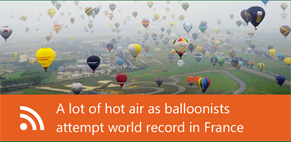 A lot of hot air as balloonists
attempt world record in France